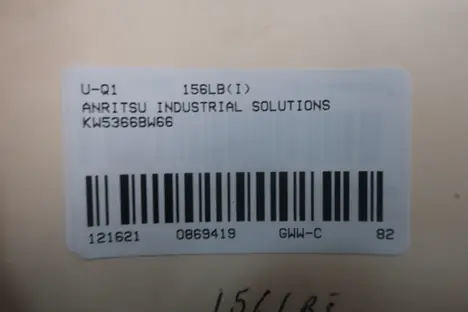 U-Q1 156LB(I)
ANRITSU INDUSTRIAL SOLUTIONS
KW5366BW66
121621 0869419 GWW-C 82